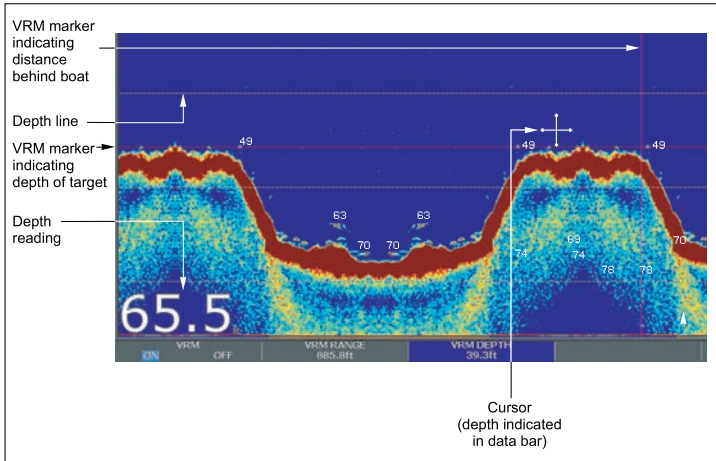 VRM marker
indicating
distance
behind boat
Depth line
VRM marker
indicating
depth of target
Depth
reading
49
49
49
63
63
70
70
74
69
74
78
78
70
65.5ft
VRM
ON OFF
VRM RANGE
885.8ft
VRM DEPTH
39.3ft
Cursor
(depth indicated
in data bar)